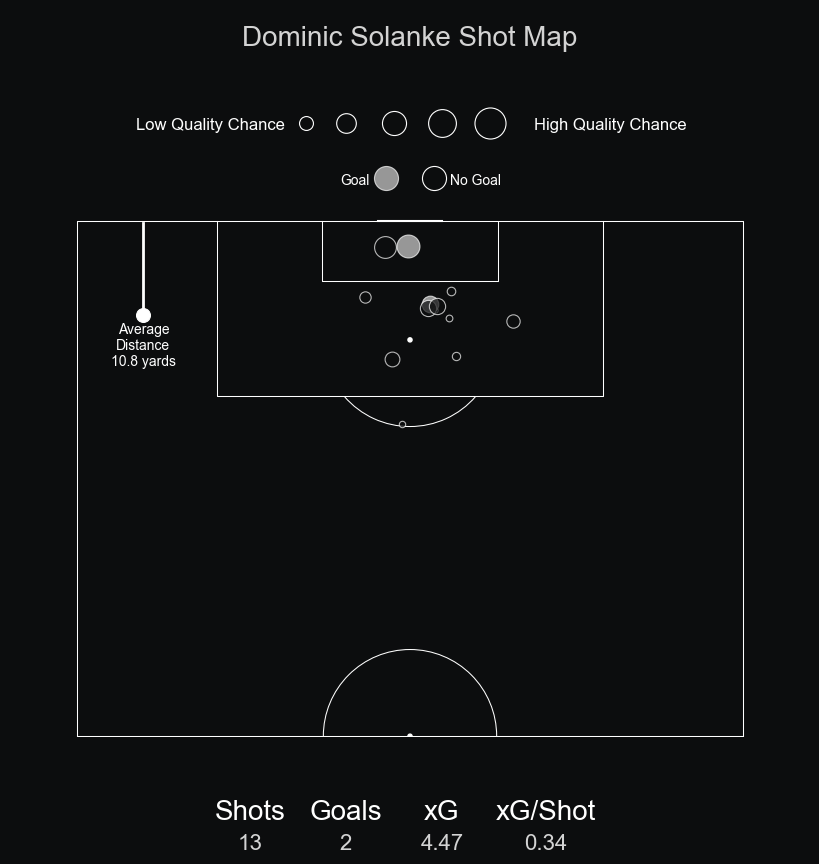 Dominic Solanke Shot Map
Low Quality Chance
High Quality Chance
Goal
No Goal
Average
Distance
10.8 yards
Shots Goals xG xG/Shot
13 2 4.47 0.34